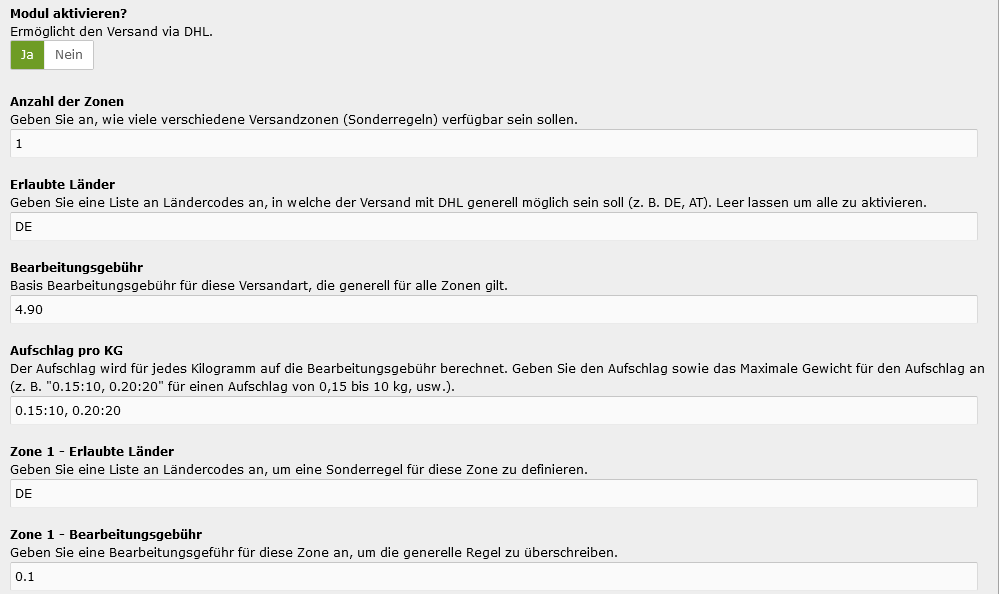 Modul aktivieren?
Ermöglicht den Versand via DHL.
Ja Nein
Anzahl der Zonen
Geben Sie an, wie viele verschiedene Versandzonen (Sonderregeln) verfügbar sein sollen.
1
Erlaubte Länder
Geben Sie eine Liste an Ländercodes an, in welche der Versand mit DHL generell möglich sein soll (z. B. DE, AT). Leer lassen um alle zu aktivieren.
DE
Bearbeitungsgebühr
Basis Bearbeitungsgebühr für diese Versandart, die generell für alle Zonen gilt.
4.90
Aufschlag pro KG
Der Aufschlag wird für jedes Kilogramm auf die Bearbeitungsgebühr berechnet. Geben Sie den Aufschlag sowie das Maximale Gewicht für den Aufschlag an
(z. B. "0.15:10, 0.20:20" für einen Aufschlag von 0,15 bis 10 kg, usw.).
0.15:10, 0.20:20
Zone 1 - Erlaubte Länder
Geben Sie eine Liste an Ländercodes an, um eine Sonderregel für diese Zone zu definieren.
DE
Zone 1 - Bearbeitungsgebühr
Geben Sie eine Bearbeitungsgeführ für diese Zone an, um die generelle Regel zu überschreiben.
0.1